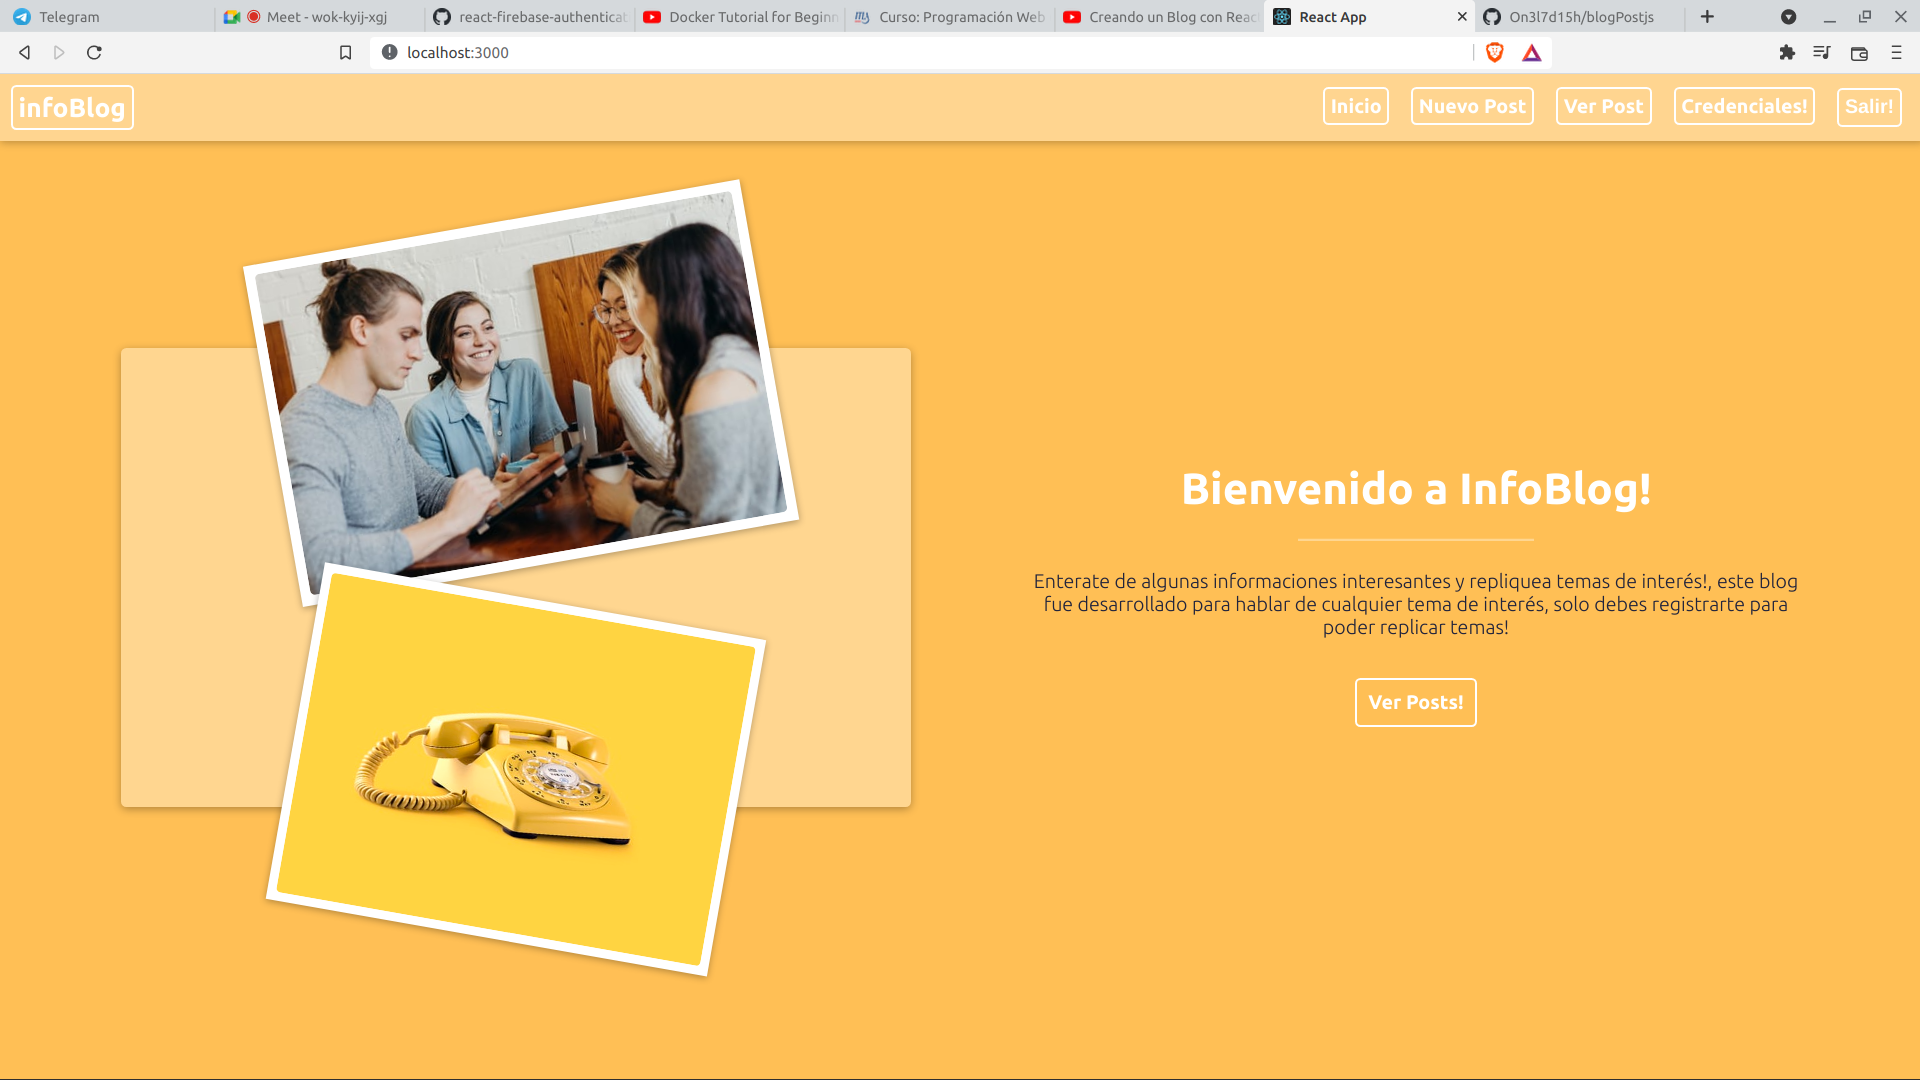 Telegram
Meet - wok-kyij-xgj
react-firebase-authenticat
Docker Tutorial for Beginn
Curso: Programación Web
Creando un Blog con Reac
React App
On3l7d15h/blogPostjs
localhost:3000
infoBlog
Inicio
Nuevo Post
Ver Post
Credenciales!
Salir!
Bienvenido a InfoBlog!
Enterate de algunas informaciones interesantes y repliquea temas de interés!, este blog
fue desarrollado para hablar de cualquier tema de interés, solo debes registrarte para
poder replicar temas!
Ver Posts!